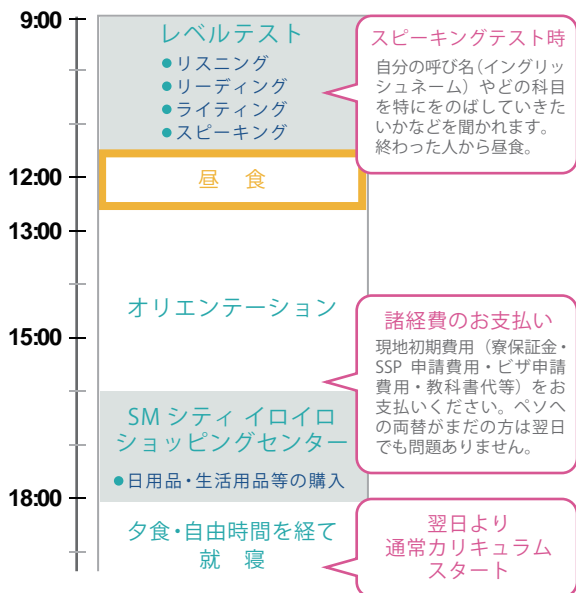 9:00
レベルテスト
●リスニング
●リーディング
●ライティング
●スピーキング
スピーキングテスト時
自分の呼び名(イングリッ
シュネーム)やどの科目
を特にをのばしていきた
いかなどを聞かれます。
終わった人から昼食。
12:00
昼 食
13:00
オリエンテーション
15:00
諸経費のお支払い
現地初期費用(寮保証金・
SSP 申請費用・ビザ申請
費用・教科書代等)をお
支払いください。ペソへ
の両替がまだの方は翌日
でも問題ありません。
SM シティ イロイロ
ショッピングセンター
●日用品・生活用品等の購入
18:00
夕食・自由時間を経て
就 寝
翌日より
通常カリキュラム
スタート